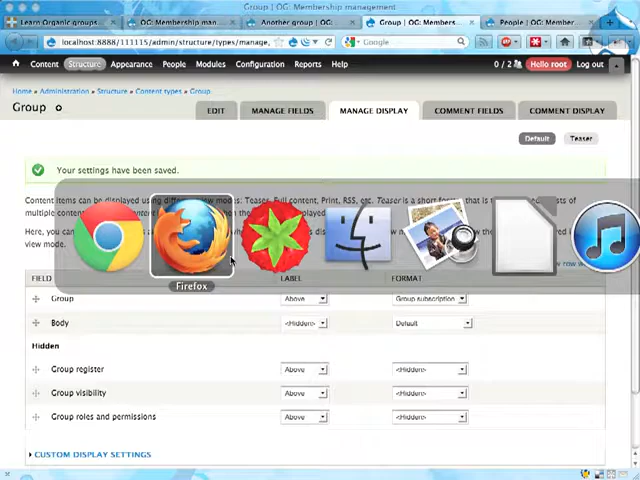 Group | OG: Membership management
Learn Organic groups
OG: Membership man
Another group | OG:
Group | OG: Members
People | OG: Member
localhost:8888/111115/admin/structure/types/manage,
Google
Content Structure Appearance People Modules Configuration Reports Help 0 / 2 Hello root Log out
Home » Administration » Structure » Content types » Group
Group
EDIT MANAGE FIELDS MANAGE DISPLAY COMMENT FIELDS COMMENT DISPLAY
Default Teaser
Your settings have been saved.
Content items can be displayed using
view modes: Teaser, Full content, Print, RSS, etc.
Teaser is a short
multiple content
Here, you can
view mode.
FIELD LABEL FORMAT
Group Above Group subscription
Body <Hidden> Default
Hidden
Group register Above <Hidden>
Group visibility Above <Hidden>
Group roles and permissions Above <Hidden>
CUSTOM DISPLAY SETTINGS
Firefox